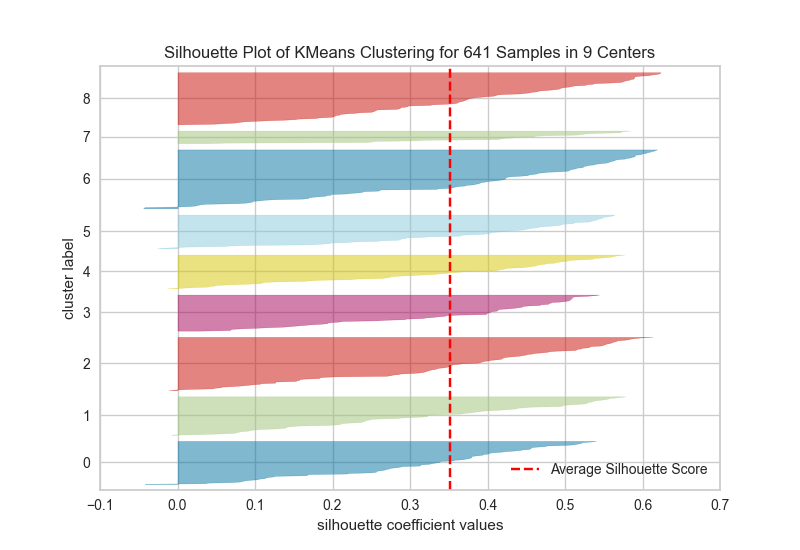 Silhouette Plot of KMeans Clustering for 641 Samples in 9 Centers
8
7
6
5
4
3
2
1
0
cluster label
Average Silhouette Score
−0.1 0.0 0.1 0.2 0.3 0.4 0.5 0.6 0.7
silhouette coefficient values